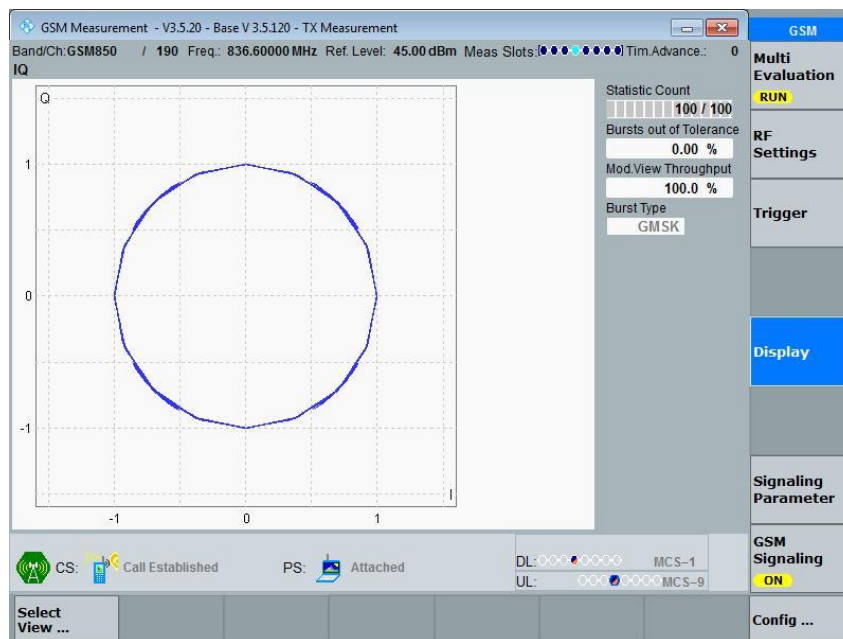 GSM Measurement - V3.5.20 - Base V 3.5.120 - TX Measurement
GSM
Band/Ch: GSM850 / 190 Freq.: 836.60000 MHz Ref. Level: 45.00 dBm Meas Slots: Tim.Advance.: 0
IQ
Q
1
0
-1
-1 0 1
I
Statistic Count
100 / 100
Bursts out of Tolerance
0.00 %
Mod.View Throughput
100.0 %
Burst Type
GMSK
Multi
Evaluation
RUN
RF
Settings
Trigger
Display
Signaling
Parameter
GSM
Signaling
ON
CS: Call Established PS: Attached
DL: MCS-1
UL: MCS-9
Select
View ...
Config ...